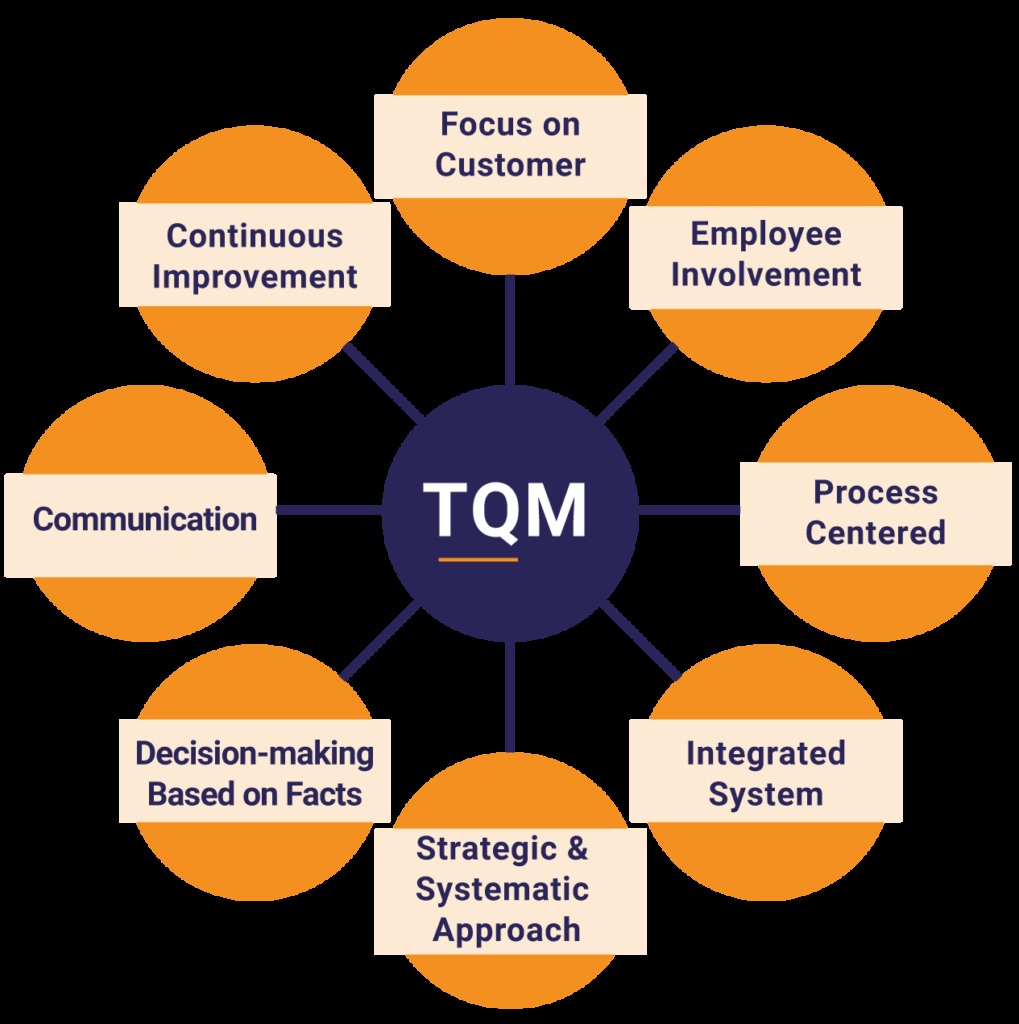 Focus on
Customer
Employee
Involvement
Process
Centered
Integrated
System
Strategic &
Systematic
Approach
Decision-making
Based on Facts
Communication
Continuous
Improvement
TQM